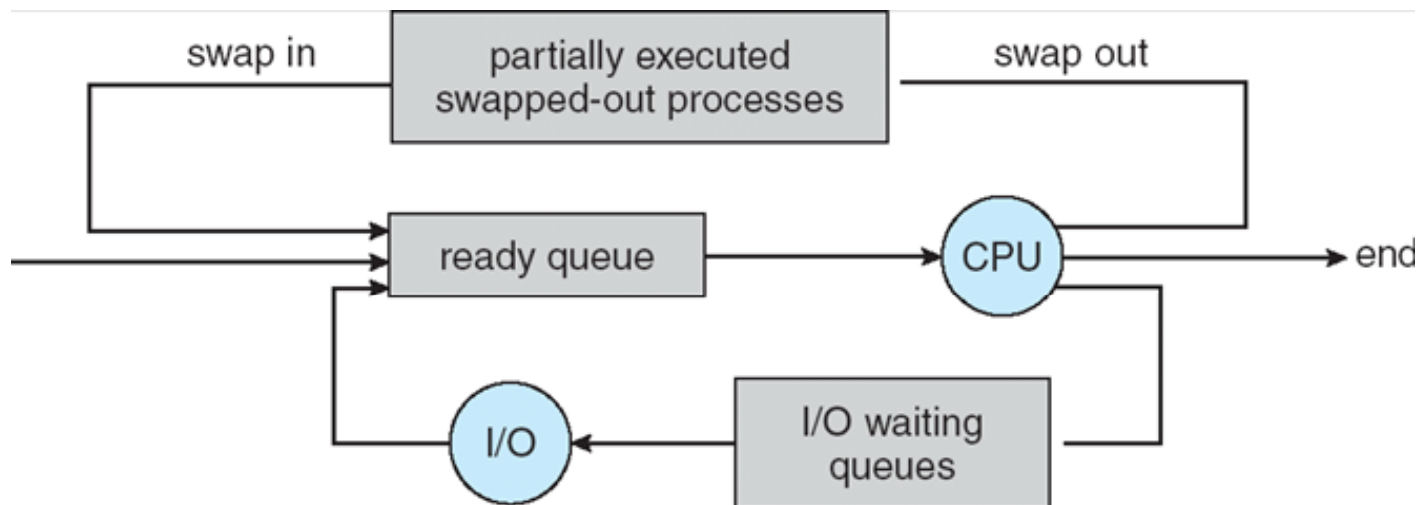 swap in
partially executed
swapped-out processes
swap out
ready queue
CPU
end
I/O
I/O waiting
queues